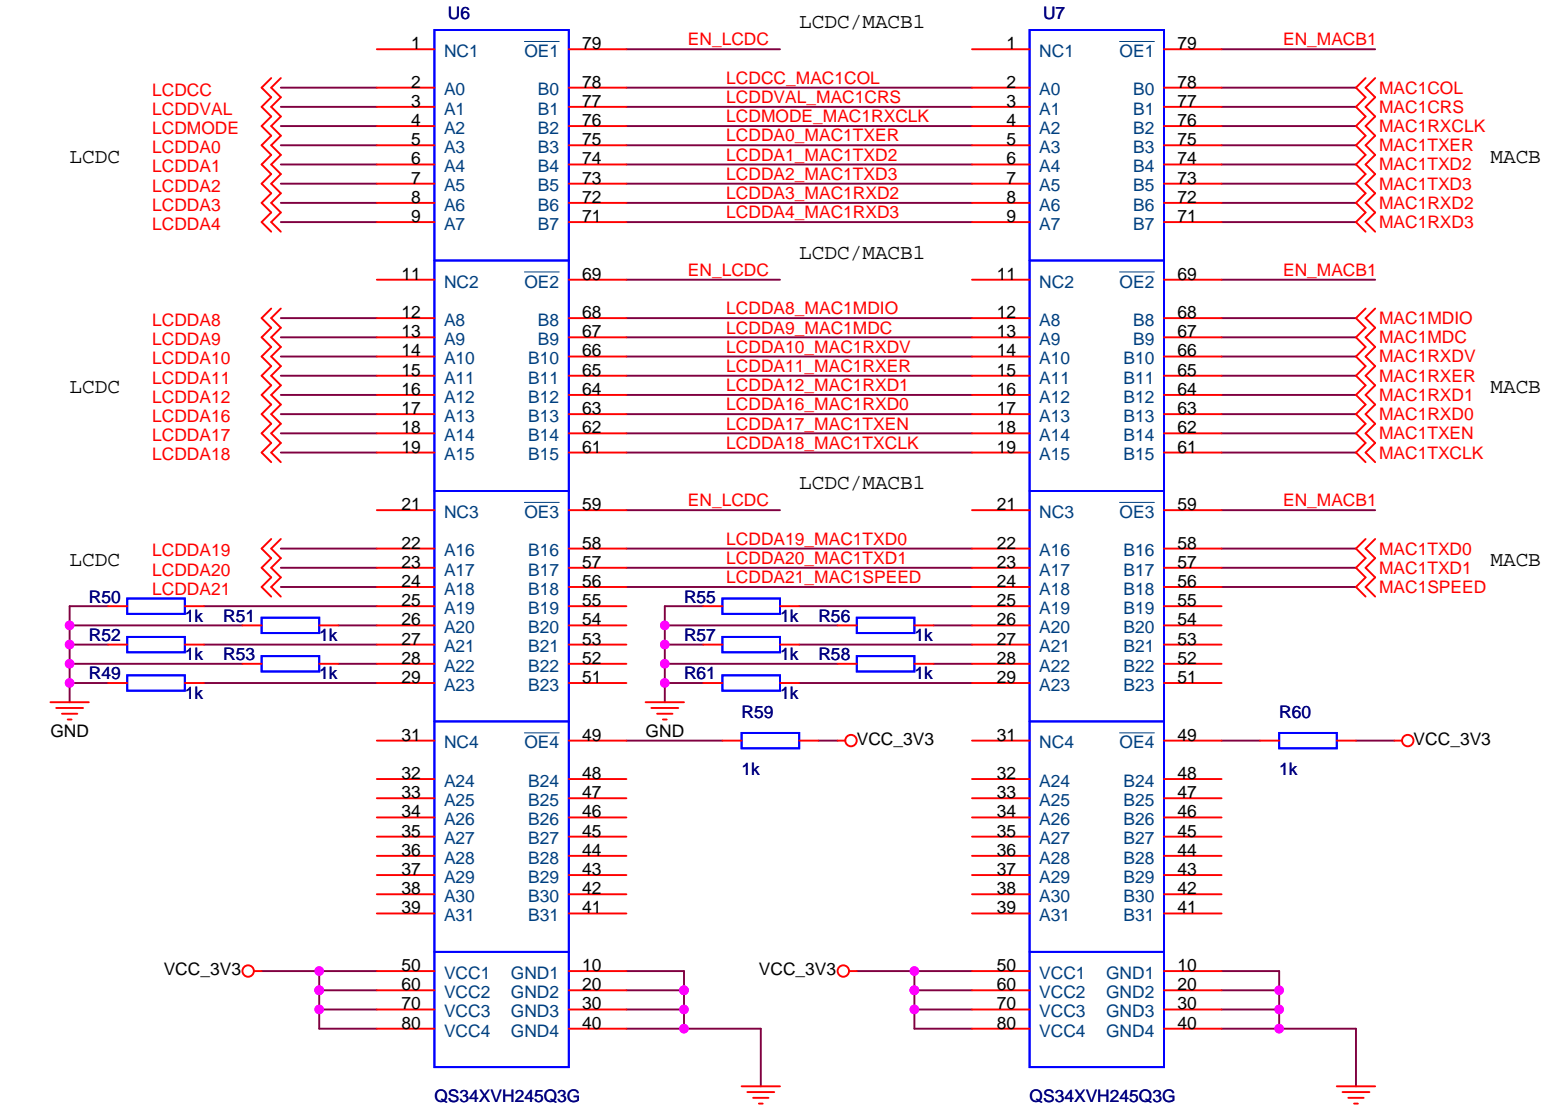 U6
LCDC/MACB1
U7
1 NC1 OE1 79 EN_LCDC 1 NC1 OE1 79 EN_MACB1
LCDCC 2 A0 B0 78 LCDCC_MAC1COL 2 A0 B0 78 MAC1COL
LCDDVAL 3 A1 B1 77 LCDDVAL_MAC1CRS 3 A1 B1 77 MAC1CRS
LCDMODE 4 A2 B2 76 LCDMODE_MAC1RXCLK 4 A2 B2 76 MAC1RXCLK
LCDDA0 5 A3 B3 75 LCDDA0_MAC1TXER 5 A3 B3 75 MAC1TXER
LCDC LCDDA1 6 A4 B4 74 LCDDA1_MAC1TXD2 6 A4 B4 74 MAC1TXD2 MACB
LCDDA2 7 A5 B5 73 LCDDA2_MAC1TXD3 7 A5 B5 73 MAC1TXD3
LCDDA3 8 A6 B6 72 LCDDA3_MAC1RXD2 8 A6 B6 72 MAC1RXD2
LCDDA4 9 A7 B7 71 LCDDA4_MAC1RXD3 9 A7 B7 71 MAC1RXD3
LCDC/MACB1
11 NC2 OE2 69 EN_LCDC 11 NC2 OE2 69 EN_MACB1
LCDDA8 12 A8 B8 68 LCDDA8_MAC1MDIO 12 A8 B8 68 MAC1MDIO
LCDDA9 13 A9 B9 67 LCDDA9_MAC1MDC 13 A9 B9 67 MAC1MDC
LCDDA10 14 A10 B10 66 LCDDA10_MAC1RXDV 14 A10 B10 66 MAC1RXDV
LCDDA11 15 A11 B11 65 LCDDA11_MAC1RXER 15 A11 B11 65 MAC1RXER
LCDC LCDDA12 16 A12 B12 64 LCDDA12_MAC1RXD1 16 A12 B12 64 MAC1RXD1 MACB
LCDDA16 17 A13 B13 63 LCDDA16_MAC1RXD0 17 A13 B13 63 MAC1RXD0
LCDDA17 18 A14 B14 62 LCDDA17_MAC1TXEN 18 A14 B14 62 MAC1TXEN
LCDDA18 19 A15 B15 61 LCDDA18_MAC1TXCLK 19 A15 B15 61 MAC1TXCLK
LCDC/MACB1
21 NC3 OE3 59 EN_LCDC 21 NC3 OE3 59 EN_MACB1
LCDDA19 22 A16 B16 58 LCDDA19_MAC1TXD0 22 A16 B16 58 MAC1TXD0
LCDC LCDDA20 23 A17 B17 57 LCDDA20_MAC1TXD1 23 A17 B17 57 MAC1TXD1 MACB
LCDDA21 24 A18 B18 56 LCDDA21_MAC1SPEED 24 A18 B18 56 MAC1SPEED
R50 1k 25 A19 B19 55 R55 1k 25 A19 B19 55
R51 1k 26 A20 B20 54 R56 1k 26 A20 B20 54
R52 1k 27 A21 B21 53 R57 1k 27 A21 B21 53
R53 1k 28 A22 B22 52 R58 1k 28 A22 B22 52
R49 1k 29 A23 B23 51 R61 1k 29 A23 B23 51
GND R59 GND R60
31 NC4 OE4 49 1k VCC_3V3 31 NC4 OE4 49 1k VCC_3V3
32 A24 B24 48 32 A24 B24 48
33 A25 B25 47 33 A25 B25 47
34 A26 B26 46 34 A26 B26 46
35 A27 B27 45 35 A27 B27 45
36 A28 B28 44 36 A28 B28 44
37 A29 B29 43 37 A29 B29 43
38 A30 B30 42 38 A30 B30 42
39 A31 B31 41 39 A31 B31 41
VCC_3V3 50 VCC1 GND1 10 VCC_3V3 50 VCC1 GND1 10
60 VCC2 GND2 20 60 VCC2 GND2 20
70 VCC3 GND3 30 70 VCC3 GND3 30
80 VCC4 GND4 40 80 VCC4 GND4 40
QS34XVH245Q3G QS34XVH245Q3G